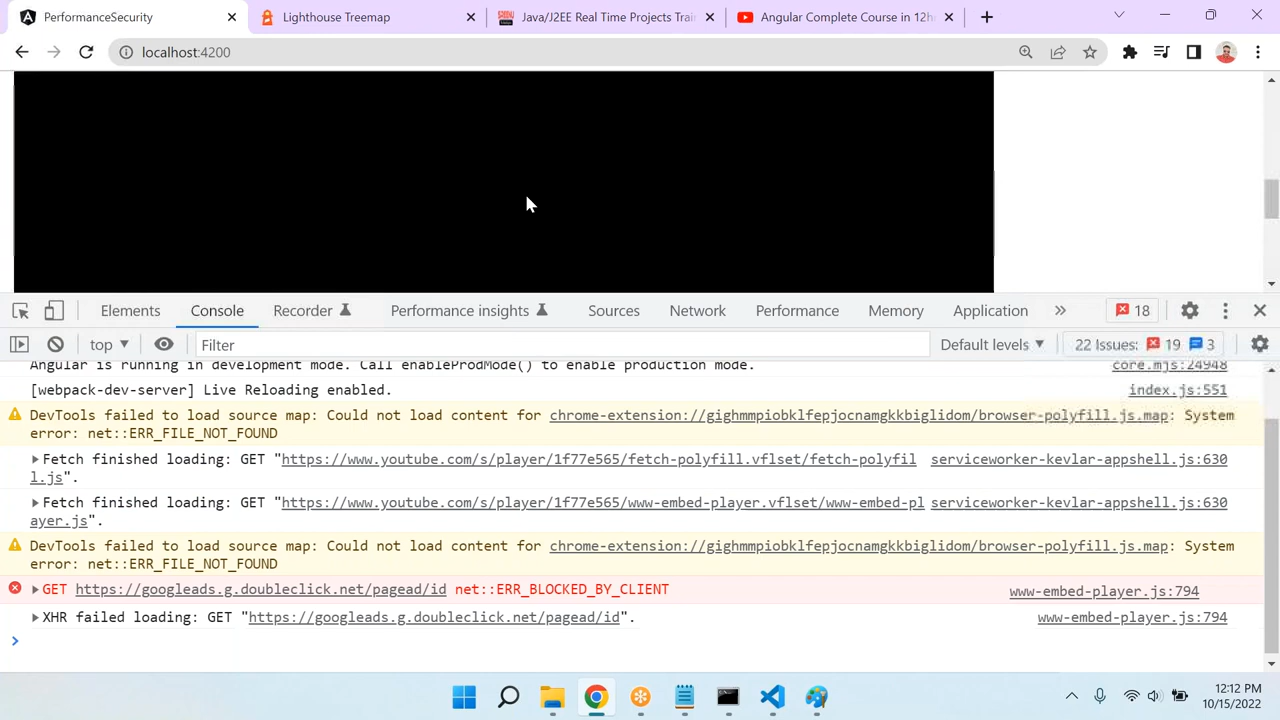 PerformanceSecurity
Lighthouse Treemap
Java/J2EE Real Time Projects Trai
Angular Complete Course in 12h
localhost:4200
Elements
Console
Recorder
Performance insights
Sources
Network
Performance
Memory
Application
18
top
Filter
Default levels
22 Issues: 19 3
Angular is running in development mode. Call enableProdMode() to enable production mode. core.mjs:24948
[webpack-dev-server] Live Reloading enabled. index.js:551
DevTools failed to load source map: Could not load content for chrome-extension://gighmmpiobklfepjocnamgkkbiglidom/browser-polyfill.js.map: System
error: net::ERR_FILE_NOT_FOUND
Fetch finished loading: GET "https://www.youtube.com/s/player/1f77e565/fetch-polyfill.vflset/fetch-polyfil serviceworker-kevlar-appshell.js:630
l.js".
Fetch finished loading: GET "https://www.youtube.com/s/player/1f77e565/www-embed-player.vflset/www-embed-pl serviceworker-kevlar-appshell.js:630
ayer.js".
DevTools failed to load source map: Could not load content for chrome-extension://gighmmpiobklfepjocnamgkkbiglidom/browser-polyfill.js.map: System
error: net::ERR_FILE_NOT_FOUND
GET https://googleads.g.doubleclick.net/pagead/id net::ERR_BLOCKED_BY_CLIENT www-embed-player.js:794
XHR failed loading: GET "https://googleads.g.doubleclick.net/pagead/id". www-embed-player.js:794
12:12 PM
10/15/2022